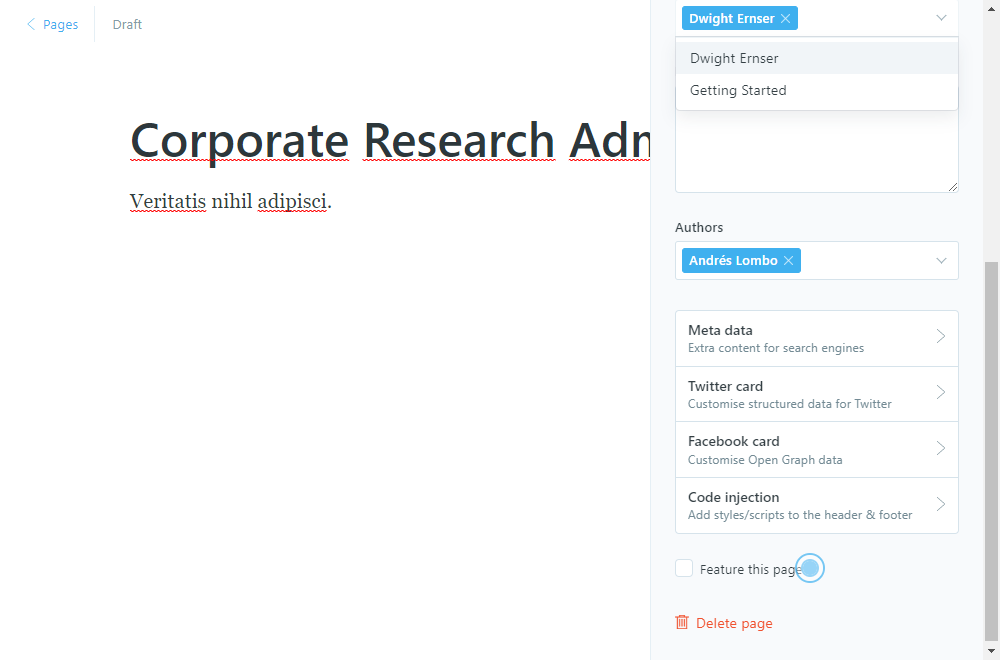 Pages
Draft
Corporate Research Adm
Veritatis nihil adipisci.
Dwight Ernser
Dwight Ernser
Getting Started
Authors
Andrés Lombo
Meta data
Extra content for search engines
Twitter card
Customise structured data for Twitter
Facebook card
Customise Open Graph data
Code injection
Add styles/scripts to the header & footer
Feature this page
Delete page